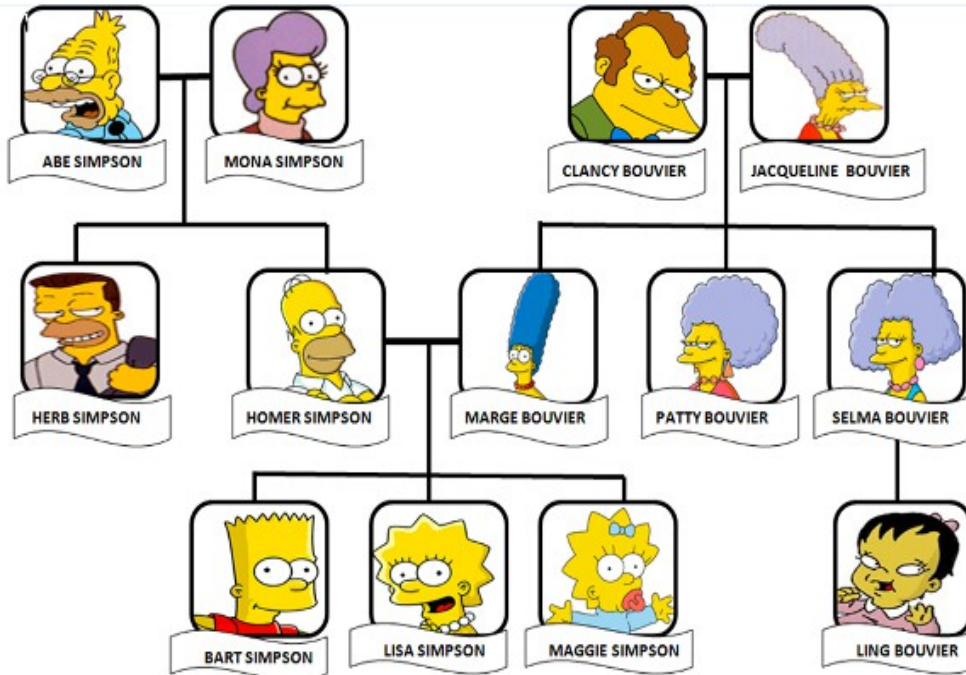 ABE SIMPSON
MONA SIMPSON
CLANCY BOUVIER
JACQUELINE BOUVIER
HERB SIMPSON
HOMER SIMPSON
MARGE BOUVIER
PATTY BOUVIER
SELMA BOUVIER
BART SIMPSON
LISA SIMPSON
MAGGIE SIMPSON
LING BOUVIER